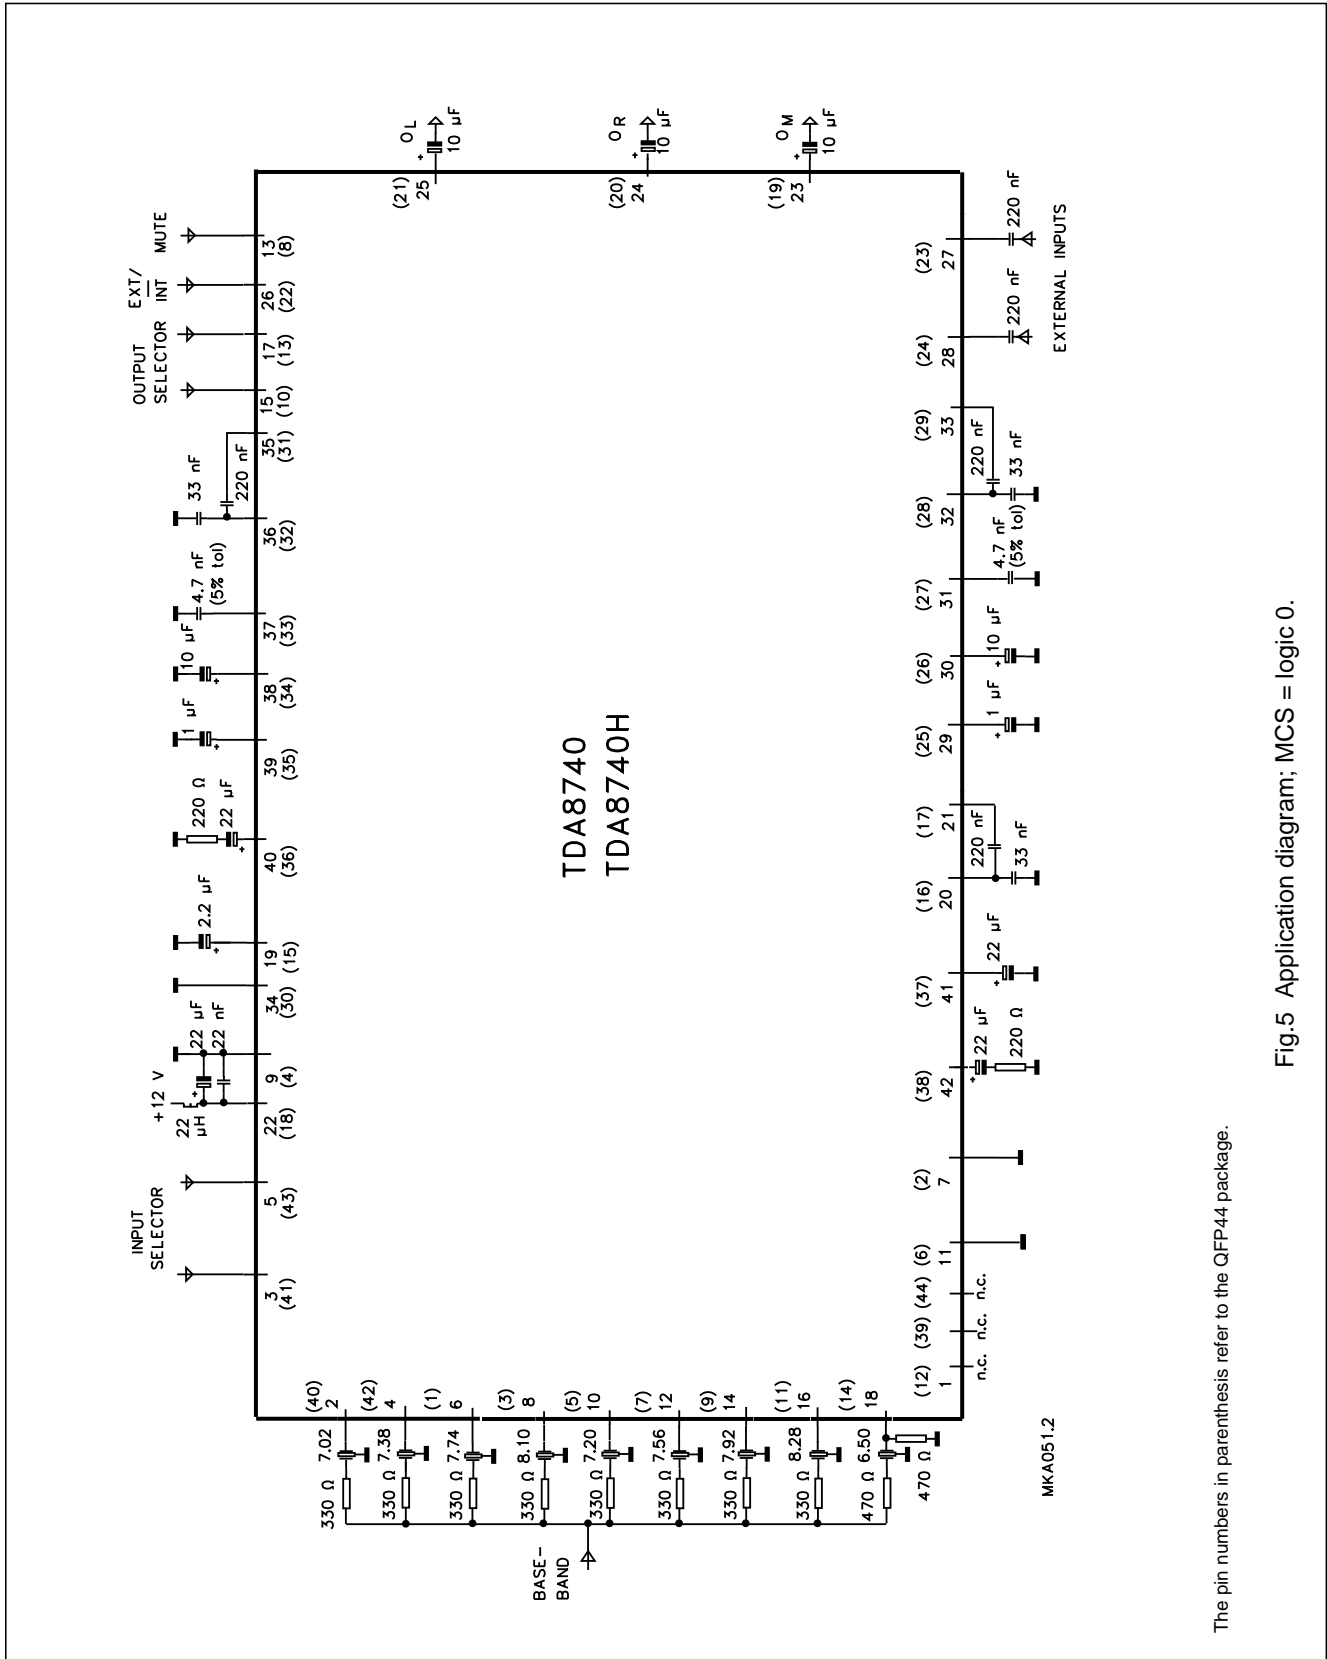 BASE-
BAND
330 Ω 7.02
(40)
2
330 Ω 7.38
(42)
4
330 Ω 7.74
(1)
6
330 Ω 8.10
(3)
8
330 Ω 7.20
(5)
10
330 Ω 7.56
(7)
12
330 Ω 7.92
(9)
14
330 Ω 8.28
(11)
16
470 Ω 6.50
(14)
18
470 Ω
INPUT
SELECTOR
3
(41)
5
(43)
+12 V
22
µH
22
(18)
22 µF
22 nF
9
(4)
34
(30)
2.2 µF
19
(15)
220 Ω
22 µF
40
(36)
1 µF
39
(35)
10 µF
38
(34)
4.7 nF
(5% tol)
37
(33)
33 nF
220 nF
36
(32)
35
(31)
OUTPUT
SELECTOR
15
(10)
17
(13)
EXT/
INT
26
(22)
MUTE
13
(8)
TDA8740
TDA8740H
(21)
25
OL
10 µF
(20)
24
OR
10 µF
(19)
23
OM
10 µF
(12)
1
n.c.
(39)
n.c.
(44)
n.c.
(6)
11
(2)
7
(38)
42
22 µF
220 Ω
(37)
41
22 µF
(16)
20
220 nF
33 nF
(17)
21
(25)
29
1 µF
(26)
30
10 µF
(27)
31
4.7 nF
(5% tol)
(28)
32
220 nF
33 nF
(29)
33
(24)
28
220 nF
(23)
27
220 nF
EXTERNAL INPUTS
MKA051.2
The pin numbers in parenthesis refer to the QFP44 package.
Fig.5 Application diagram; MCS = logic 0.